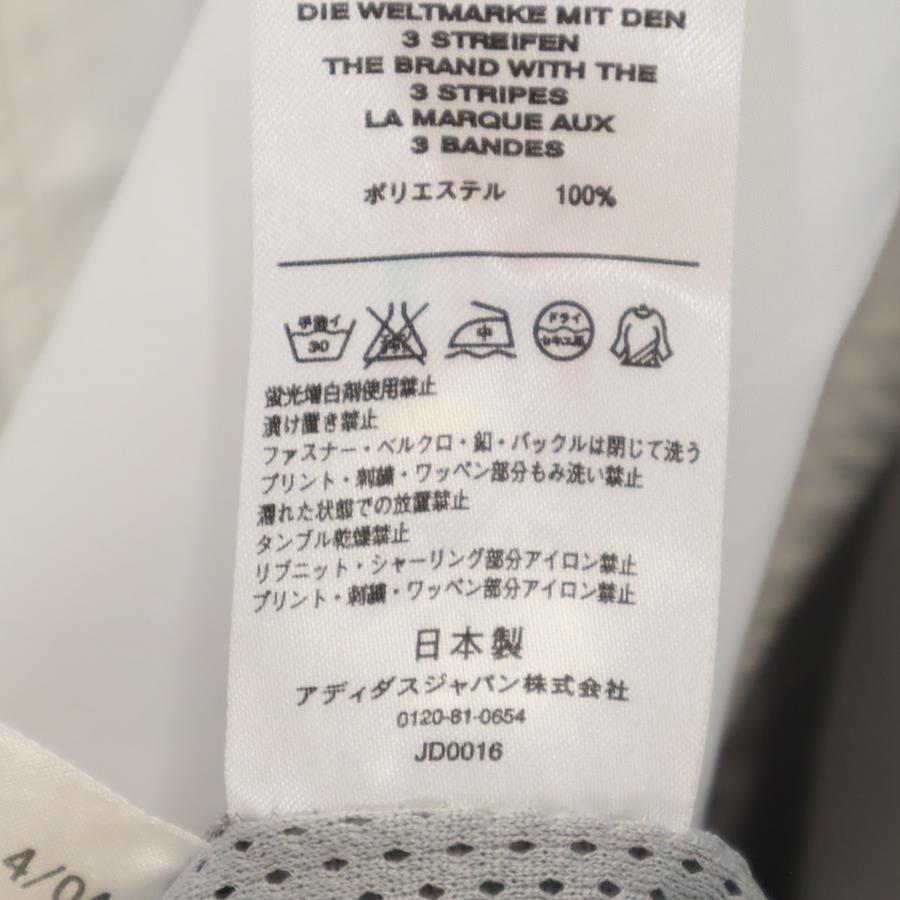 DIE WELTMARKE MIT DEN
3 STREIFEN
THE BRAND WITH THE
3 STRIPES
LA MARQUE AUX
3 BANDES
ポリエステル 100%
30 中 ドライ
蛍光増白剤使用禁止
漬け置き禁止
ファスナー・ベルクロ・釦・バックルは閉じて洗う
プリント・刺繍・ワッペン部分もみ洗い禁止
濡れた状態での放置禁止
タンブル乾燥禁止
リブニット・シャーリング部分アイロン禁止
プリント・刺繍・ワッペン部分アイロン禁止
日本製
アディダスジャパン株式会社
0120-81-0654
JD0016